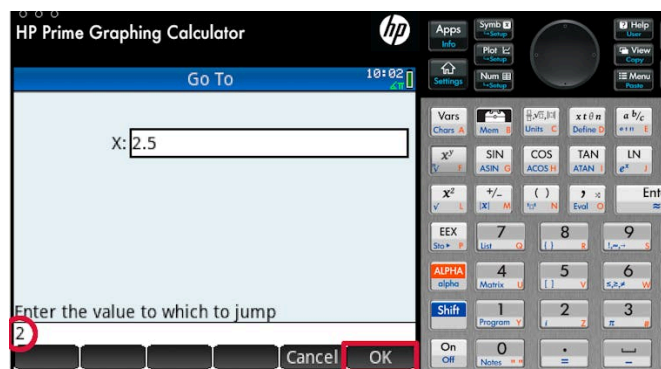 HP Prime Graphing Calculator
hp
Go To
10:02
∡π
X: 2.5
Enter the value to which to jump
2
Cancel OK
Apps
Info
Symb
↳Setup
Help
User
Plot
↳Setup
View
Copy
Settings
Num
↳Setup
Menu
Paste
Vars
Chars A
Mem B
Units C
x t θ n
Define D
a b/c
E
xʸ
F
SIN
ASIN G
COS
ACOS H
TAN
ATAN I
LN
eˣ J
x²
√ L
+/-
|x| M
( )
N
,
Eval O
Ent
≈
EEX
Sto ▸ P
7
List Q
8
{ } R
9
S
ALPHA
alpha
4
Matrix U
5
[ ] V
6
≤,≥,≠ W
Shift
1
Program Y
2
i Z
3
π #
On
Off
0
Notes " "
.
=
_